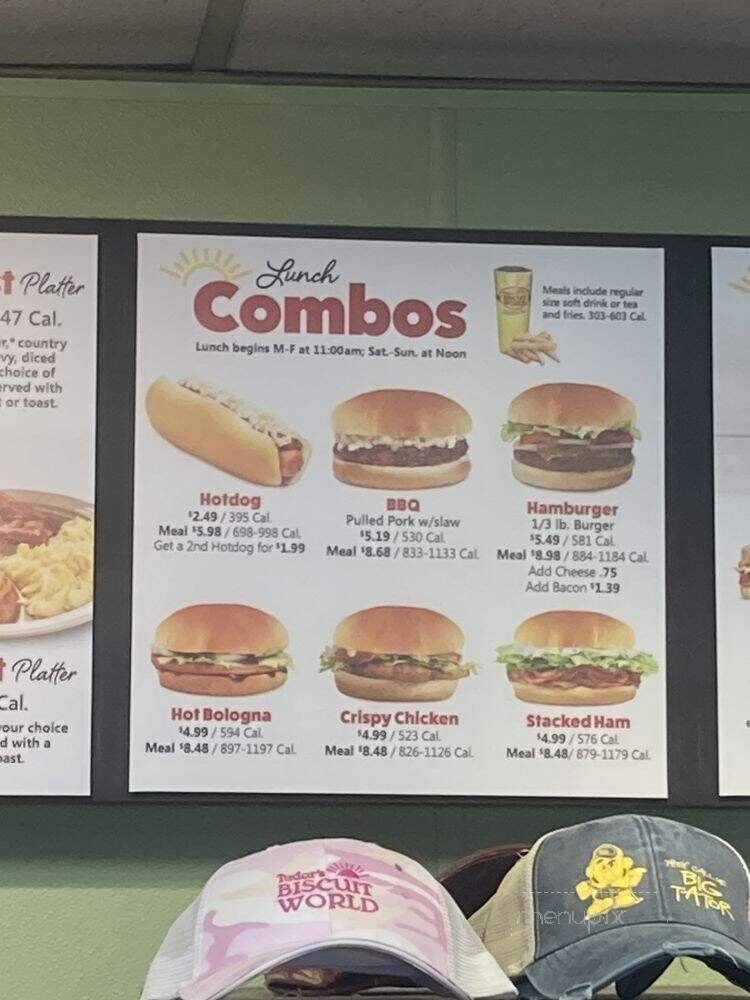 t Platter
47 Cal.
r,* country
vy, diced
choice of
erved with
t or toast.
t Platter
Cal.
your choice
d with a
oast.
Lunch
Combos
Lunch begins M-F at 11:00am; Sat.-Sun. at Noon
Meals include regular
size soft drink or tea
and fries. 303-603 Cal.
Hotdog
$2.49 / 395 Cal.
Meal $5.98 / 698-998 Cal.
Get a 2nd Hotdog for $1.99
BBQ
Pulled Pork w/slaw
$5.19 / 530 Cal.
Meal $8.68 / 833-1133 Cal.
Hamburger
1/3 lb. Burger
$5.49 / 581 Cal.
Meal $8.98 / 884-1184 Cal.
Add Cheese .75
Add Bacon $1.39
Hot Bologna
$4.99 / 594 Cal.
Meal $8.48 / 897-1197 Cal.
Crispy Chicken
$4.99 / 523 Cal.
Meal $8.48 / 826-1126 Cal.
Stacked Ham
$4.99 / 576 Cal.
Meal $8.48/ 879-1179 Cal.
Tudor's
BISCUIT
WORLD
THEY CALL ME
BIG
TATOR
menupix